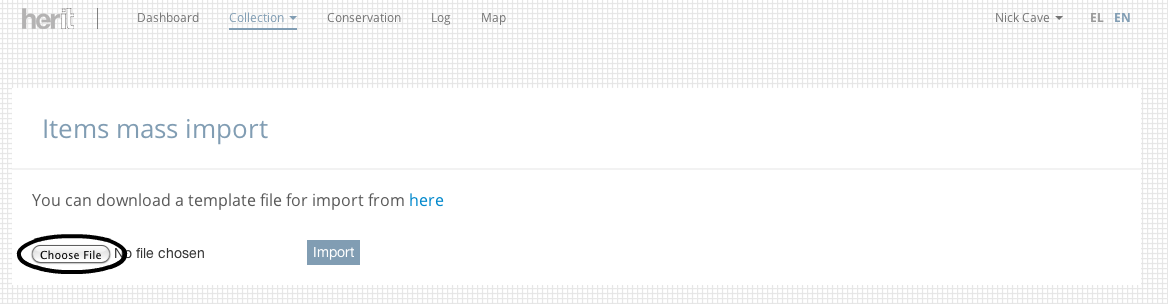 herit Dashboard Collection Conservation Log Map Nick Cave EL EN
Items mass import
You can download a template file for import from here
Choose File No file chosen Import